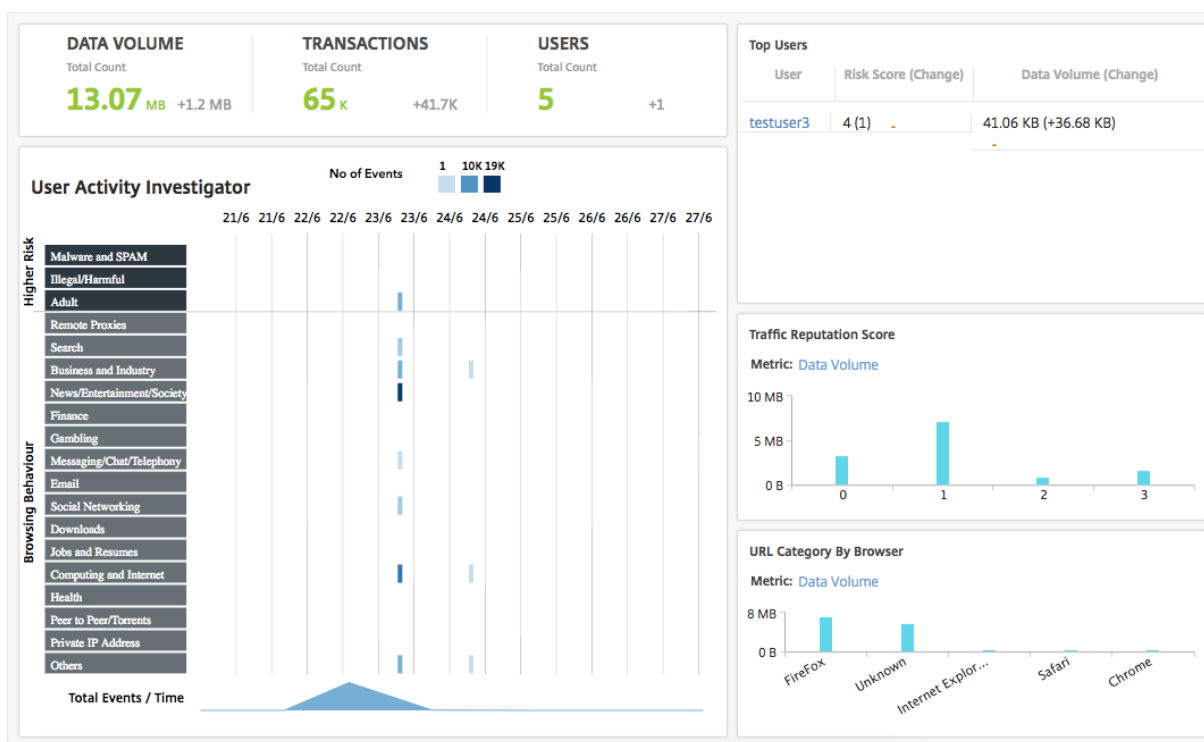 DATA VOLUME
Total Count
13.07 MB +1.2 MB
TRANSACTIONS
Total Count
65 K +41.7K
USERS
Total Count
5 +1
User Activity Investigator
No of Events
1 10K 19K
21/6 21/6 22/6 22/6 23/6 23/6 24/6 24/6 25/6 25/6 26/6 26/6 27/6 27/6
Higher Risk
Malware and SPAM
Illegal/Harmful
Adult
Browsing Behaviour
Remote Proxies
Search
Business and Industry
News/Entertainment/Society
Finance
Gambling
Messaging/Chat/Telephony
Email
Social Networking
Downloads
Jobs and Resumes
Computing and Internet
Health
Peer to Peer/Torrents
Private IP Address
Others
Total Events / Time
Top Users
User Risk Score (Change) Data Volume (Change)
testuser3 4 (1) 41.06 KB (+36.68 KB)
Traffic Reputation Score
Metric: Data Volume
10 MB
5 MB
0 B
0 1 2 3
URL Category By Browser
Metric: Data Volume
8 MB
0 B
FireFox Unknown Internet Explor... Safari Chrome